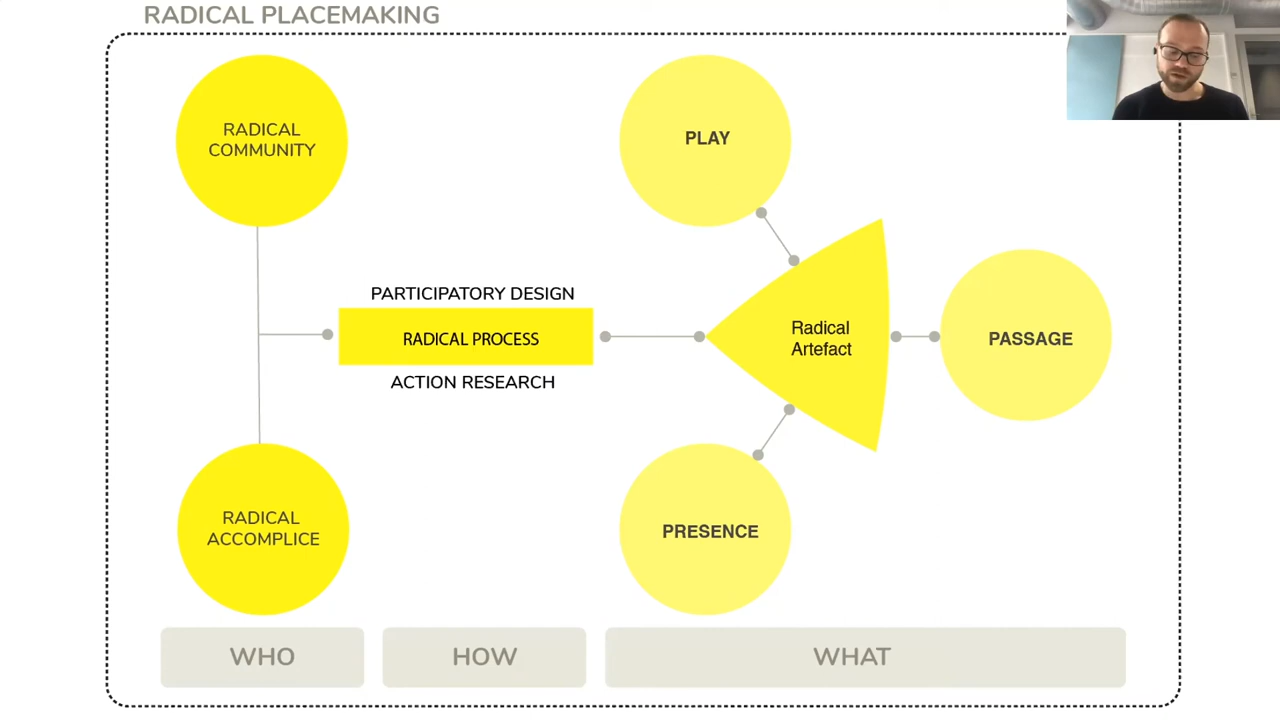 RADICAL PLACEMAKING
RADICAL
COMMUNITY
RADICAL
ACCOMPLICE
PARTICIPATORY DESIGN
RADICAL PROCESS
ACTION RESEARCH
PLAY
Radical
Artefact
PASSAGE
PRESENCE
WHO
HOW
WHAT